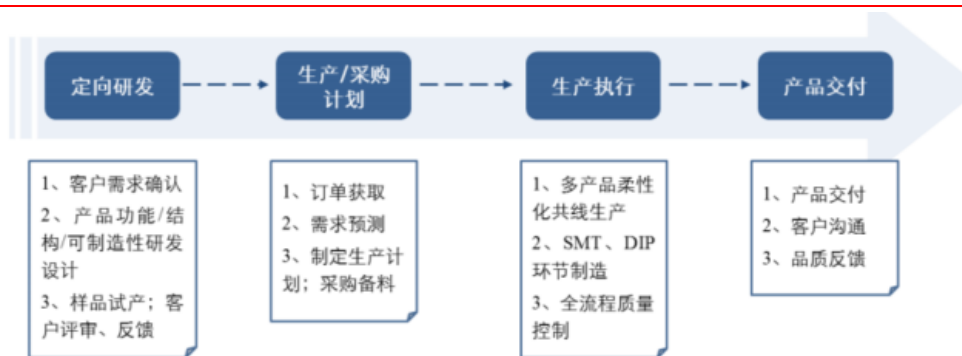 定向研发
生产/采购
计划
生产执行
产品交付
1、客户需求确认
2、产品功能/结
构/可制造性研发
设计
3、样品试产；客
户评审、反馈
1、订单获取
2、需求预测
3、制定生产计
划；采购备料
1、多产品柔性
化共线生产
2、SMT、DIP
环节制造
3、全流程质量
控制
1、产品交付
2、客户沟通
3、品质反馈